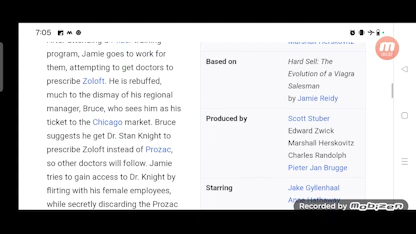 7:05
program, Jamie goes to work for
them, attempting to get doctors to
prescribe Zoloft. He is rebuffed,
much to the dismay of his regional
manager, Bruce, who sees him as his
ticket to the Chicago market. Bruce
suggests he get Dr. Stan Knight to
prescribe Zoloft instead of Prozac,
so other doctors will follow. Jamie
tries to gain access to Dr. Knight by
flirting with his female employees,
while secretly discarding the Prozac
Marshall Herskovitz
Based on
Hard Sell: The
Evolution of a Viagra
Salesman
by Jamie Reidy
Produced by
Scott Stuber
Edward Zwick
Marshall Herskovitz
Charles Randolph
Pieter Jan Brugge
Starring
Jake Gyllenhaal
Anne Hathaway
Recorded by Mobizen